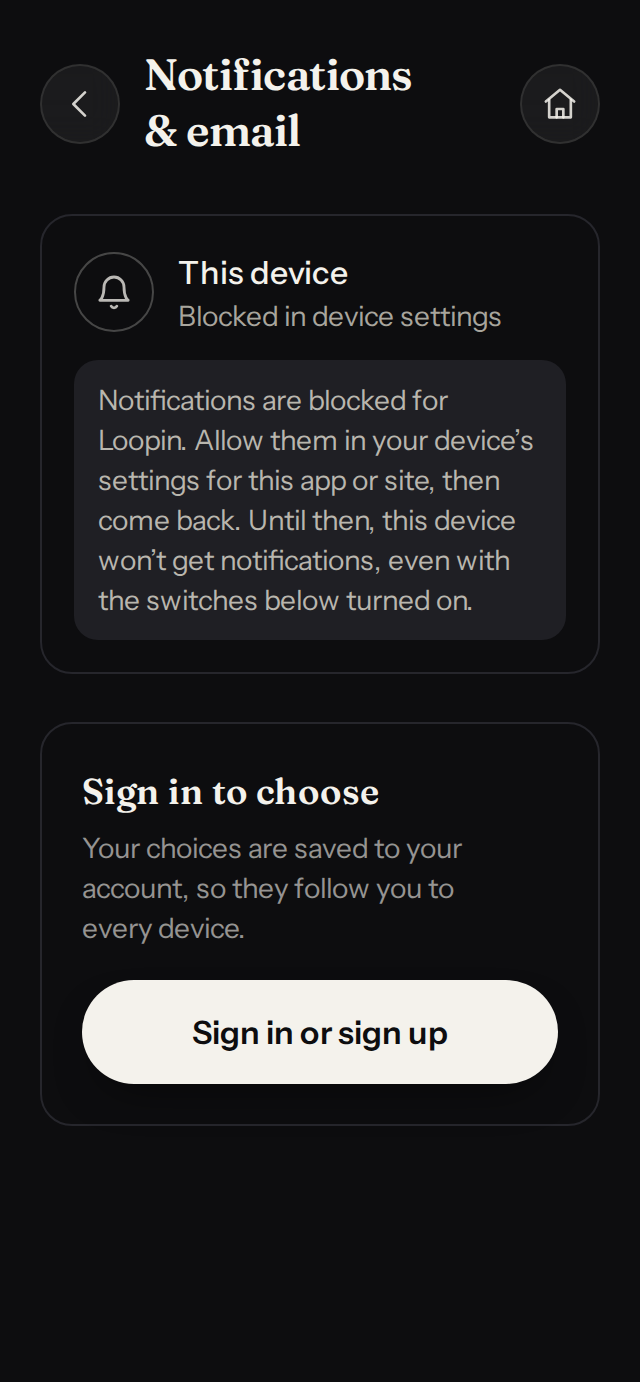 Notifications
& email
This device
Blocked in device settings
Notifications are blocked for
Loopin. Allow them in your device’s
settings for this app or site, then
come back. Until then, this device
won’t get notifications, even with
the switches below turned on.
Sign in to choose
Your choices are saved to your
account, so they follow you to
every device.
Sign in or sign up